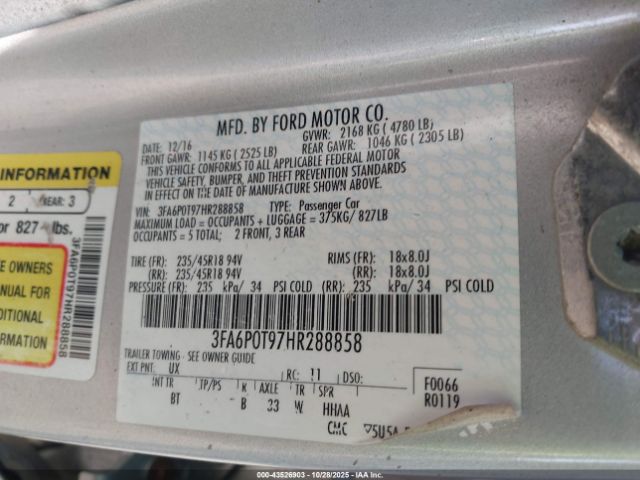 MFD. BY FORD MOTOR CO.
DATE: 12/16 GVWR: 2168 KG ( 4780 LB)
FRONT GAWR: 1145 KG ( 2525 LB) REAR GAWR: 1046 KG ( 2305 LB)
THIS VEHICLE CONFORMS TO ALL APPLICABLE FEDERAL MOTOR
VEHICLE SAFETY, BUMPER, AND THEFT PREVENTION STANDARDS
IN EFFECT ON THE DATE OF MANUFACTURE SHOWN ABOVE.
VIN: 3FA6P0T97HR288858 TYPE: Passenger Car
MAXIMUM LOAD = OCCUPANTS + LUGGAGE = 375KG/ 827LB
OCCUPANTS = 5 TOTAL; 2 FRONT, 3 REAR
TIRE (FR): 235/45R18 94V RIMS (FR): 18x8.0J
(RR): 235/45R18 94V (RR): 18x8.0J
PRESSURE (FR): 235 kPa/ 34 PSI COLD (RR): 235 kPa/ 34 PSI COLD
3FA6P0T97HR288858
TRAILER TOWING - SEE OWNER GUIDE
EXT PNT: UX RC: 11 DSO: F0066
INT TR TP/PS R AXLE TR SPR R0119
BT B 33 W HHAA
CMC
INFORMATION
2 REAR: 3
or 827 lbs.
3FA6P0T97HR288858
OWNERS
MANUAL FOR
ADDITIONAL
000-43526903 - 10/28/2025 - IAA Inc.